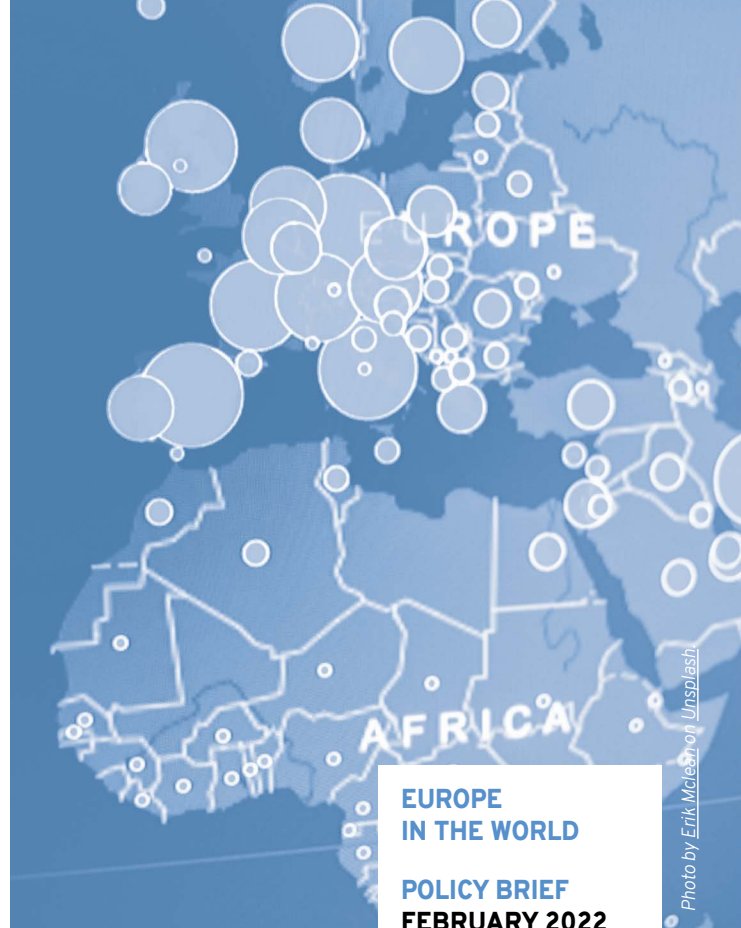 EUROPE
AFRICA
EUROPE
IN THE WORLD
POLICY BRIEF
FEBRUARY 2022
Photo by Erik Mclean on Unsplash.